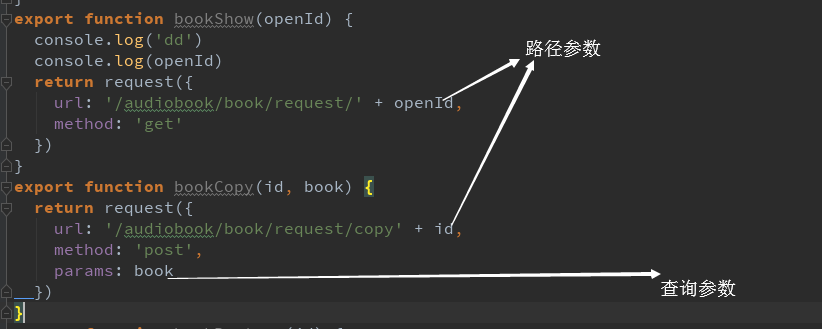 export function bookShow(openId) {
console.log('dd')
console.log(openId)
return request({
url: '/audiobook/book/request/' + openId,
method: 'get'
})
}
export function bookCopy(id, book) {
return request({
url: '/audiobook/book/request/copy' + id,
method: 'post',
params: book
})
}
路径参数
查询参数